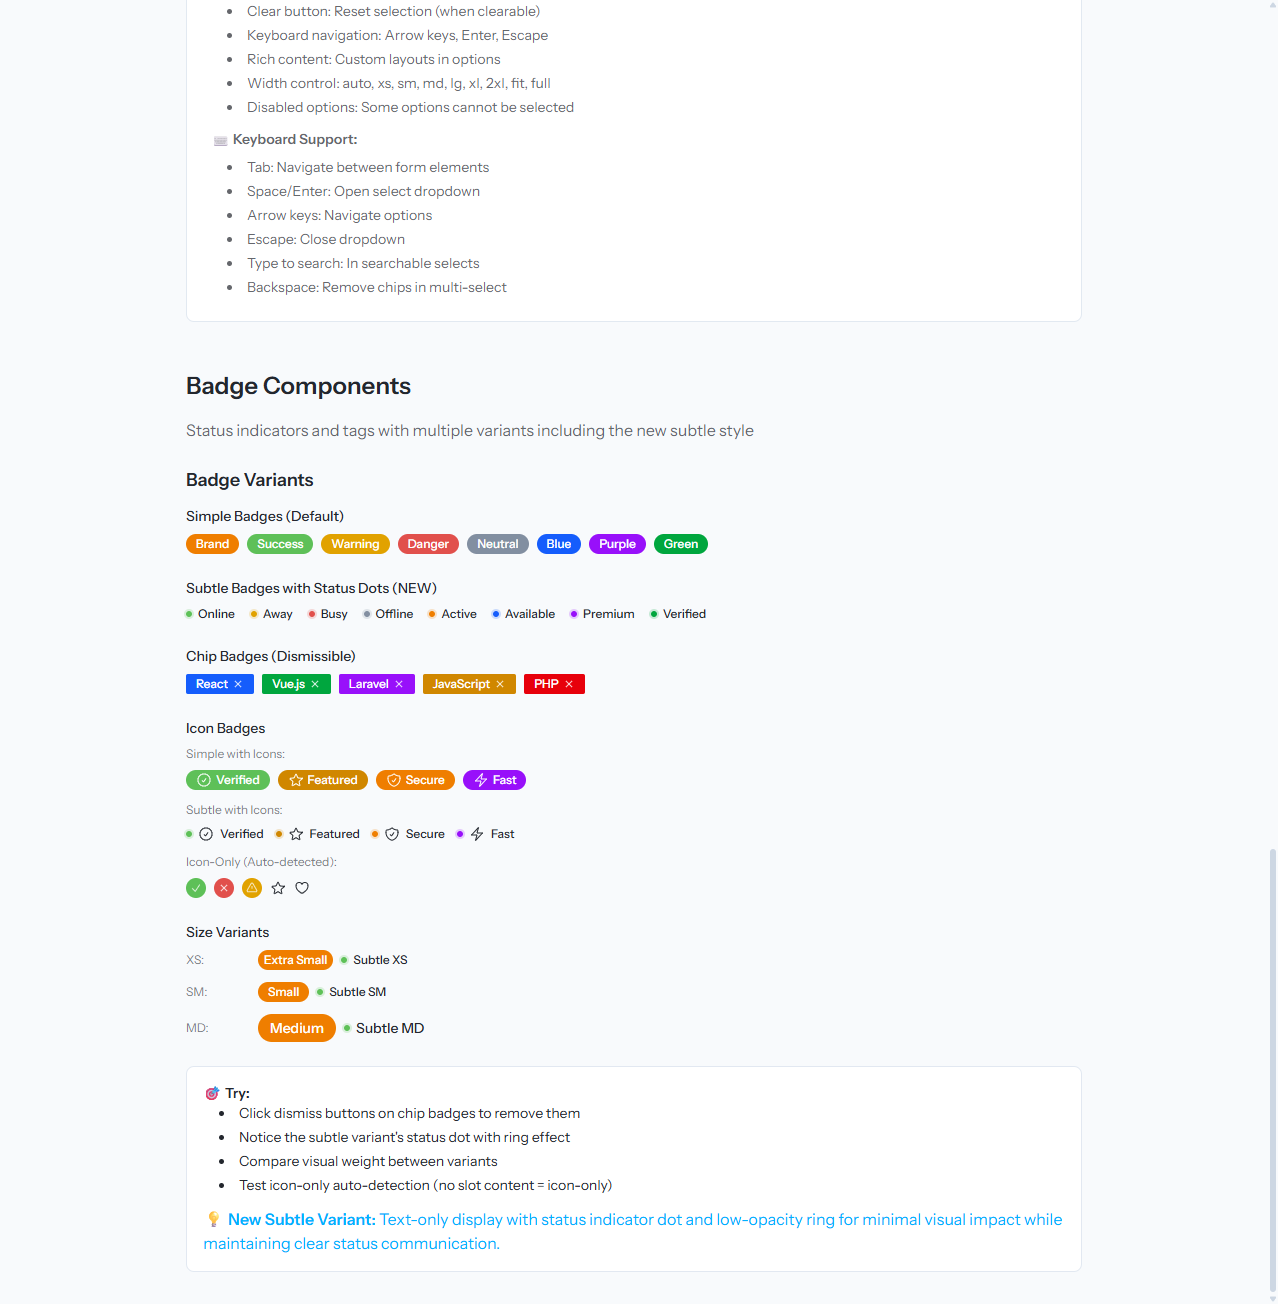 Clear button: Reset selection (when clearable)
Keyboard navigation: Arrow keys, Enter, Escape
Rich content: Custom layouts in options
Width control: auto, xs, sm, md, lg, xl, 2xl, fit, full
Disabled options: Some options cannot be selected
Keyboard Support:
Tab: Navigate between form elements
Space/Enter: Open select dropdown
Arrow keys: Navigate options
Escape: Close dropdown
Type to search: In searchable selects
Backspace: Remove chips in multi-select
Badge Components
Status indicators and tags with multiple variants including the new subtle style
Badge Variants
Simple Badges (Default)
Brand Success Warning Danger Neutral Blue Purple Green
Subtle Badges with Status Dots (NEW)
Online Away Busy Offline Active Available Premium Verified
Chip Badges (Dismissible)
React × Vue.js × Laravel × JavaScript × PHP ×
Icon Badges
Simple with Icons:
Verified Featured Secure Fast
Subtle with Icons:
Verified Featured Secure Fast
Icon-Only (Auto-detected):
Size Variants
XS: Extra Small Subtle XS
SM: Small Subtle SM
MD: Medium Subtle MD
Try:
Click dismiss buttons on chip badges to remove them
Notice the subtle variant's status dot with ring effect
Compare visual weight between variants
Test icon-only auto-detection (no slot content = icon-only)
New Subtle Variant: Text-only display with status indicator dot and low-opacity ring for minimal visual impact while
maintaining clear status communication.